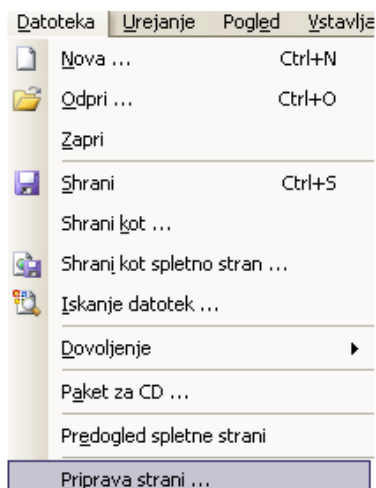 Datoteka Urejanje Pogled Vstavlja
Nova ... Ctrl+N
Odpri ... Ctrl+O
Zapri
Shrani Ctrl+S
Shrani kot ...
Shrani kot spletno stran ...
Iskanje datotek ...
Dovoljenje
Paket za CD ...
Predogled spletne strani
Priprava strani ...